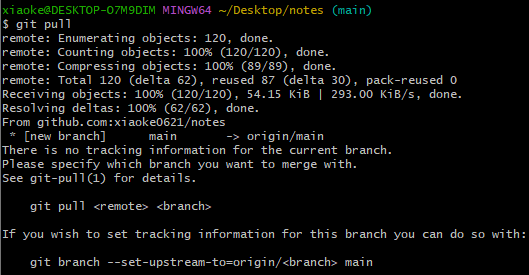 xiaoke@DESKTOP-O7M9DIM MINGW64 ~/Desktop/notes (main)
$ git pull
remote: Enumerating objects: 120, done.
remote: Counting objects: 100% (120/120), done.
remote: Compressing objects: 100% (89/89), done.
remote: Total 120 (delta 62), reused 87 (delta 30), pack-reused 0
Receiving objects: 100% (120/120), 54.15 KiB | 293.00 KiB/s, done.
Resolving deltas: 100% (62/62), done.
From github.com:xiaoke0621/notes
 * [new branch]      main       -> origin/main
There is no tracking information for the current branch.
Please specify which branch you want to merge with.
See git-pull(1) for details.

    git pull <remote> <branch>

If you wish to set tracking information for this branch you can do so with:

    git branch --set-upstream-to=origin/<branch> main